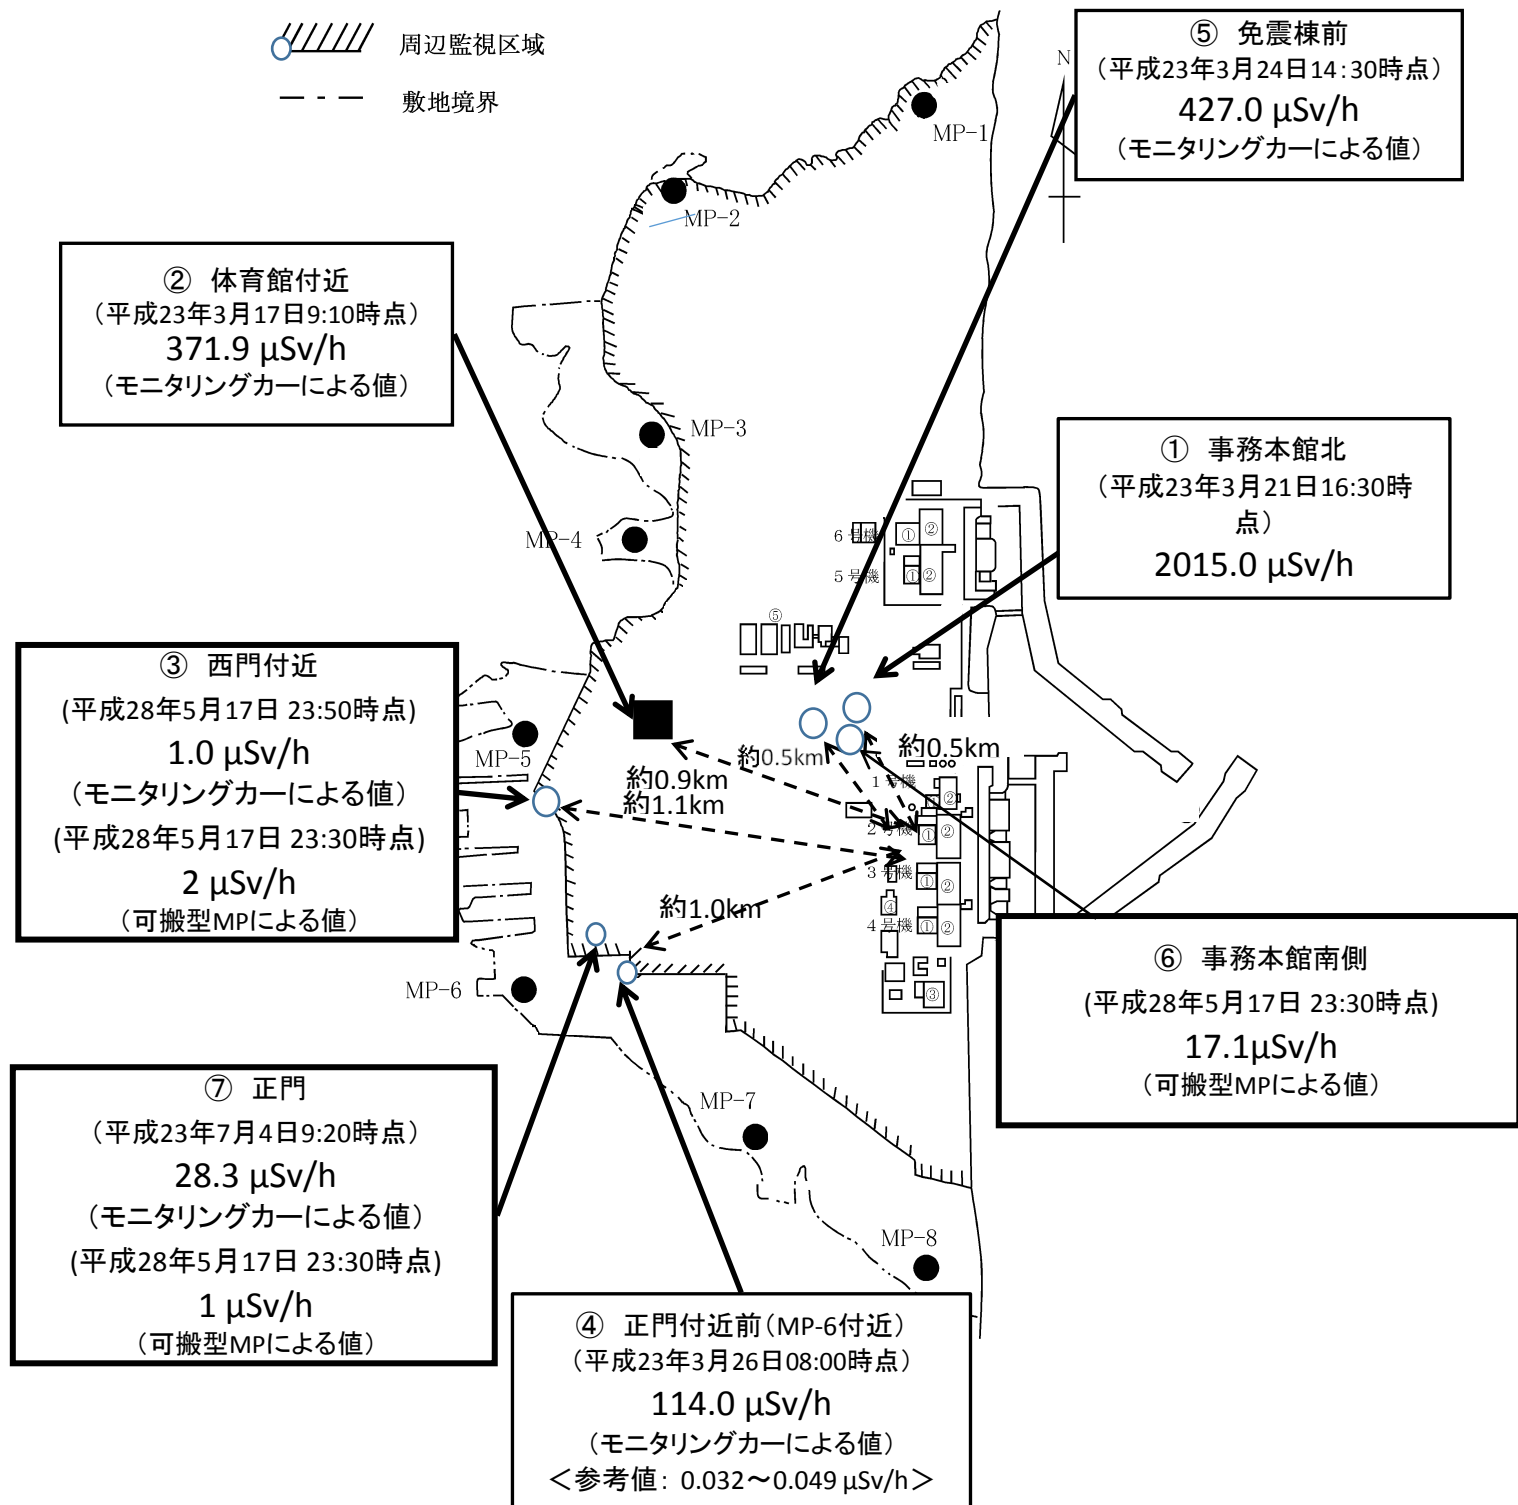 周辺監視区域
敷地境界
⑤ 免震棟前
（平成23年3月24日14:30時点）
427.0 μSv/h
（モニタリングカーによる値）
N
MP-1
MP-2
② 体育館付近
（平成23年3月17日9:10時点）
371.9 μSv/h
（モニタリングカーによる値）
MP-3
① 事務本館北
（平成23年3月21日16:30時
点）
2015.0 μSv/h
MP-4
6号機
① ②
5号機
① ②
⑤
③ 西門付近
(平成28年5月17日 23:50時点)
1.0 μSv/h
（モニタリングカーによる値）
(平成28年5月17日 23:30時点)
2 μSv/h
（可搬型MPによる値）
MP-5
約0.5km
約0.5km
約0.9km
約1.1km
1号機
① ②
2号機
① ②
3号機
① ②
④
4号機
① ②
③
約1.0km
MP-6
⑥ 事務本館南側
(平成28年5月17日 23:30時点)
17.1μSv/h
（可搬型MPによる値）
⑦ 正門
（平成23年7月4日9:20時点）
28.3 μSv/h
（モニタリングカーによる値）
(平成28年5月17日 23:30時点)
1 μSv/h
（可搬型MPによる値）
MP-7
MP-8
④ 正門付近前（MP-6付近）
（平成23年3月26日08:00時点）
114.0 μSv/h
（モニタリングカーによる値）
＜参考値： 0.032～0.049 μSv/h＞